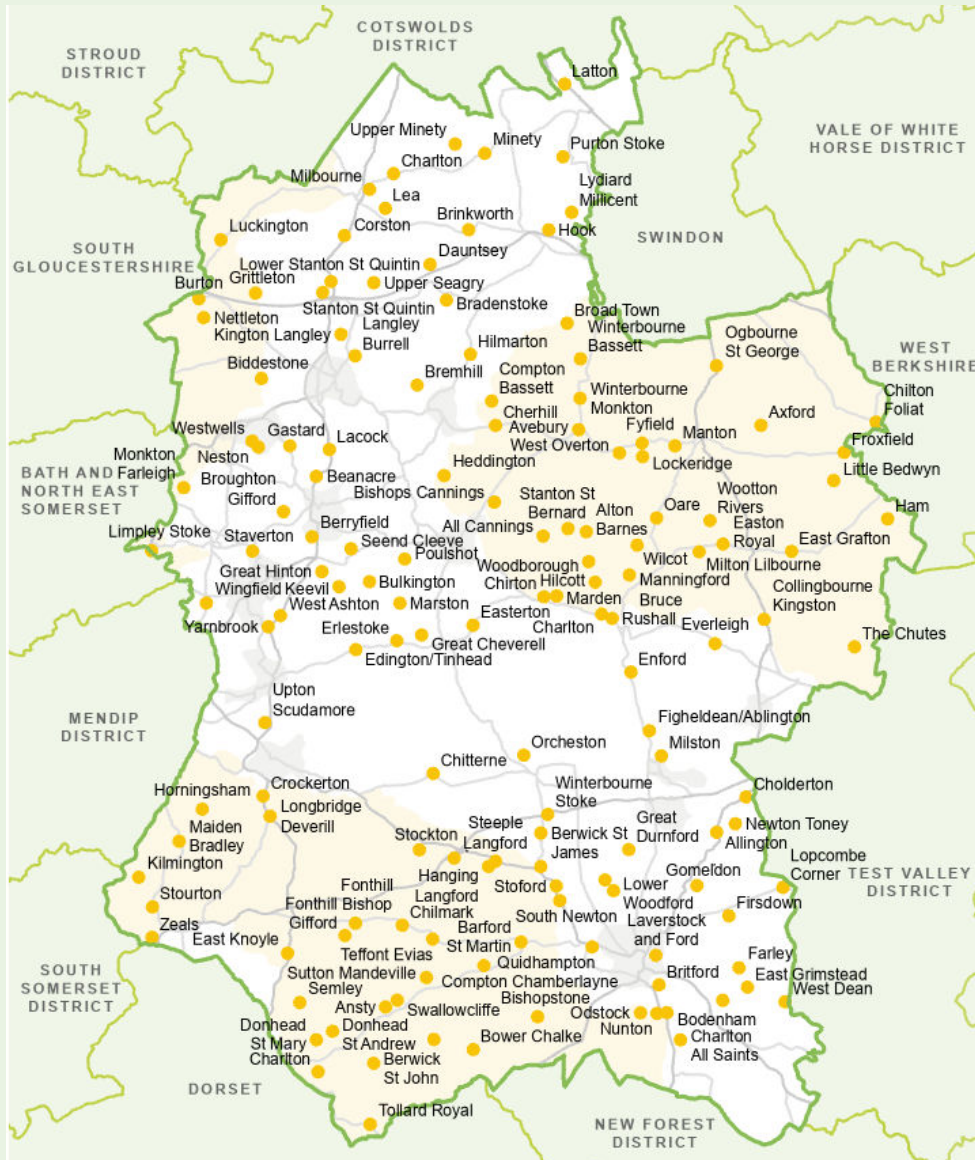 COTSWOLDS
DISTRICT
STROUD
DISTRICT
Latton
VALE OF WHITE
HORSE DISTRICT
Upper Minety
Minety
Purton Stoke
Charlton
Milbourne
Lea
Lydiard
Millicent
Luckington
Corston
Brinkworth
Hook
SWINDON
SOUTH
GLOUCESTERSHIRE
Dauntsey
Lower Stanton St Quintin
Burton
Grittleton
Upper Seagry
Stanton St Quintin
Bradenstoke
Nettleton
Kington Langley
Langley
Burrell
Broad Town
Winterbourne
Bassett
Ogbourne
St George
WEST
BERKSHIRE
Biddestone
Hilmarton
Bremhill
Compton
Bassett
Winterbourne
Monkton
Chilton
Foliat
Axford
Cherhill
Avebury
Fyfield
Westwells
Gastard
Lacock
West Overton
Manton
Froxfield
Neston
Monkton
Farleigh
Lockeridge
Little Bedwyn
BATH AND
NORTH EAST
SOMERSET
Broughton
Gifford
Beanacre
Heddington
Bishops Cannings
Stanton St
Bernard
Alton
Barnes
Oare
Wootton
Rivers
Ham
Limpley Stoke
Staverton
Berryfield
Seend Cleeve
All Cannings
Easton
Royal
Poulshot
Wilcot
East Grafton
Milton Lilbourne
Great Hinton
Woodborough
Wingfield
Keevil
Bulkington
Chirton
Hilcott
Manningford
Bruce
Collingbourne
Kingston
West Ashton
Marston
Marden
Yarnbrook
Erlestoke
Easterton
Charlton
Rushall
Everleigh
The Chutes
Great Cheverell
Edington/Tinhead
Enford
MENDIP
DISTRICT
Upton
Scudamore
Figheldean/Ablington
Orcheston
Milston
Chitterne
Horningsham
Crockerton
Winterbourne
Stoke
Cholderton
Longbridge
Deverill
Maiden
Bradley
Steeple
Langford
Great
Durnford
Newton Toney
Stockton
Berwick St
James
Allington
Kilmington
Hanging
Langford
Gomeldon
Lopcombe
Corner
TEST VALLEY
DISTRICT
Stourton
Fonthill
Fonthill Bishop
Gifford
Stoford
Lower
Woodford
Firsdown
Chilmark
South Newton
Zeals
Barford
St Martin
Laverstock
and Ford
East Knoyle
Teffont Evias
Quidhampton
Farley
SOUTH
SOMERSET
DISTRICT
Sutton Mandeville
Compton Chamberlayne
Britford
East Grimstead
Semley
Bishopstone
West Dean
Ansty
Swallowcliffe
Odstock
Donhead
St Mary
Donhead
St Andrew
Bower Chalke
Nunton
Bodenham
Charlton
Berwick
St John
Charlton
All Saints
DORSET
Tollard Royal
NEW FOREST
DISTRICT